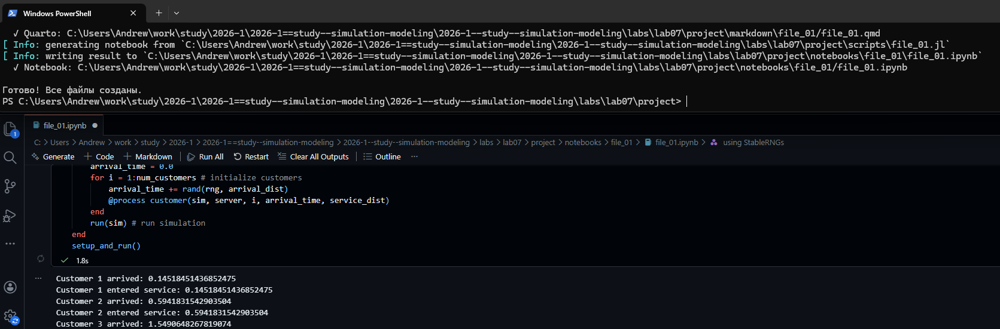 Windows PowerShell
✓ Quarto: C:\Users\Andrew\work\study\2026-1\2026-1==study--simulation-modeling\2026-1--study--simulation-modeling\labs\lab07\project\markdown\file_01/file_01.qmd
[ Info: generating notebook from `C:\Users\Andrew\work\study\2026-1\2026-1==study--simulation-modeling\2026-1--study--simulation-modeling\labs\lab07\project\scripts\file_01.jl`
[ Info: writing result to `C:\Users\Andrew\work\study\2026-1\2026-1==study--simulation-modeling\2026-1--study--simulation-modeling\labs\lab07\project\notebooks\file_01\file_01.ipynb`
✓ Notebook: C:\Users\Andrew\work\study\2026-1\2026-1==study--simulation-modeling\2026-1--study--simulation-modeling\labs\lab07\project\notebooks\file_01/file_01.ipynb
Готово! Все файлы созданы.
PS C:\Users\Andrew\work\study\2026-1\2026-1==study--simulation-modeling\2026-1--study--simulation-modeling\labs\lab07\project>
1
file_01.ipynb
C: > Users > Andrew > work > study > 2026-1 > 2026-1==study--simulation-modeling > 2026-1--study--simulation-modeling > labs > lab07 > project > notebooks > file_01 > file_01.ipynb > using StableRNGs
Generate + Code + Markdown Run All Restart Clear All Outputs Outline ...
arrival_time = 0.0
for i = 1:num_customers # initialize customers
arrival_time += rand(rng, arrival_dist)
@process customer(sim, server, i, arrival_time, service_dist)
end
run(sim) # run simulation
end
setup_and_run()
✓ 1.8s
Customer 1 arrived: 0.14518451436852475
Customer 1 entered service: 0.14518451436852475
Customer 2 arrived: 0.5941831542903504
Customer 2 entered service: 0.5941831542903504
Customer 3 arrived: 1.5490648267819074